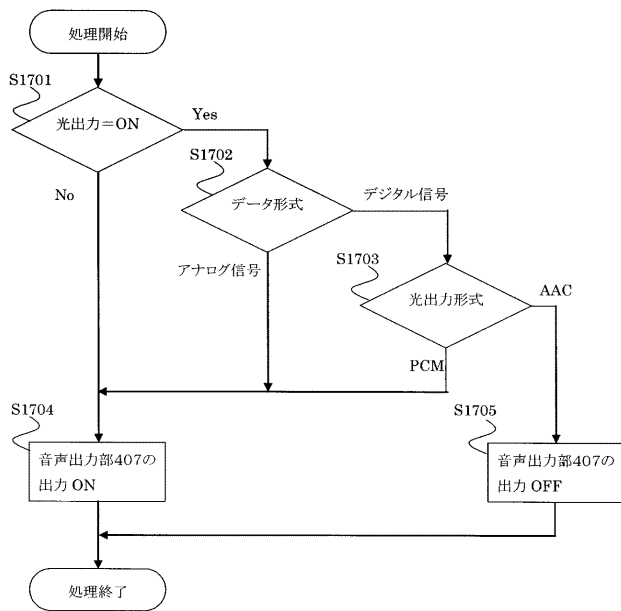 処理開始
S1701
光出力＝ON
Yes
No
S1702
データ形式
デジタル信号
アナログ信号
S1703
光出力形式
AAC
PCM
S1704
音声出力部407の
出力 ON
S1705
音声出力部407の
出力 OFF
処理終了